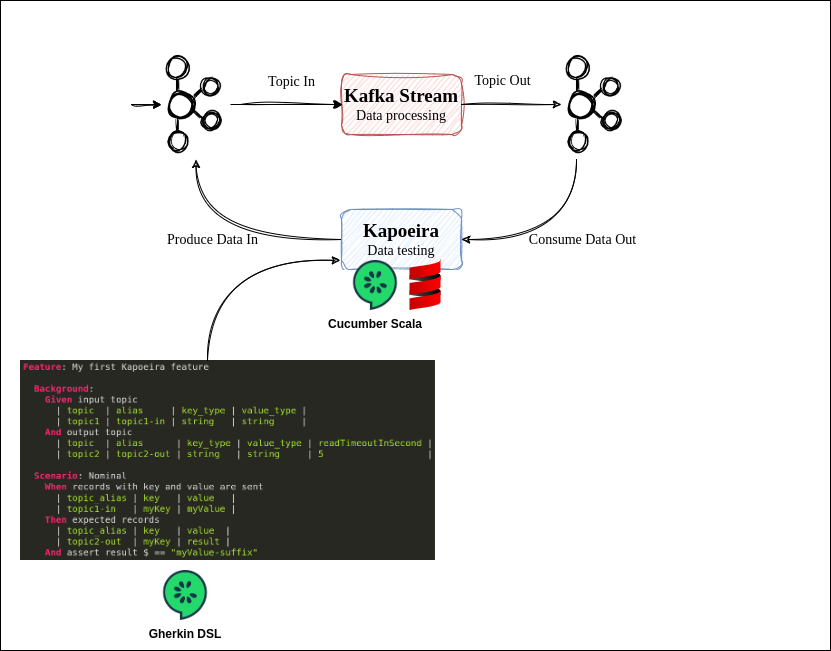 Topic In
Kafka Stream
Data processing
Topic Out
Produce Data In
Kapoeira
Data testing
Consume Data Out
Cucumber Scala
Feature: My first Kapoeira feature
Background:
Given input topic
| topic | alias | key_type | value_type |
| topic1 | topic1-in | string | string |
And output topic
| topic | alias | key_type | value_type | readTimeoutInSecond |
| topic2 | topic2-out | string | string | 5 |
Scenario: Nominal
When records with key and value are sent
| topic_alias | key | value |
| topic1-in | myKey | myValue |
Then expected records
| topic_alias | key | value |
| topic2-out | myKey | result |
And assert result $ == "myValue-suffix"
Gherkin DSL